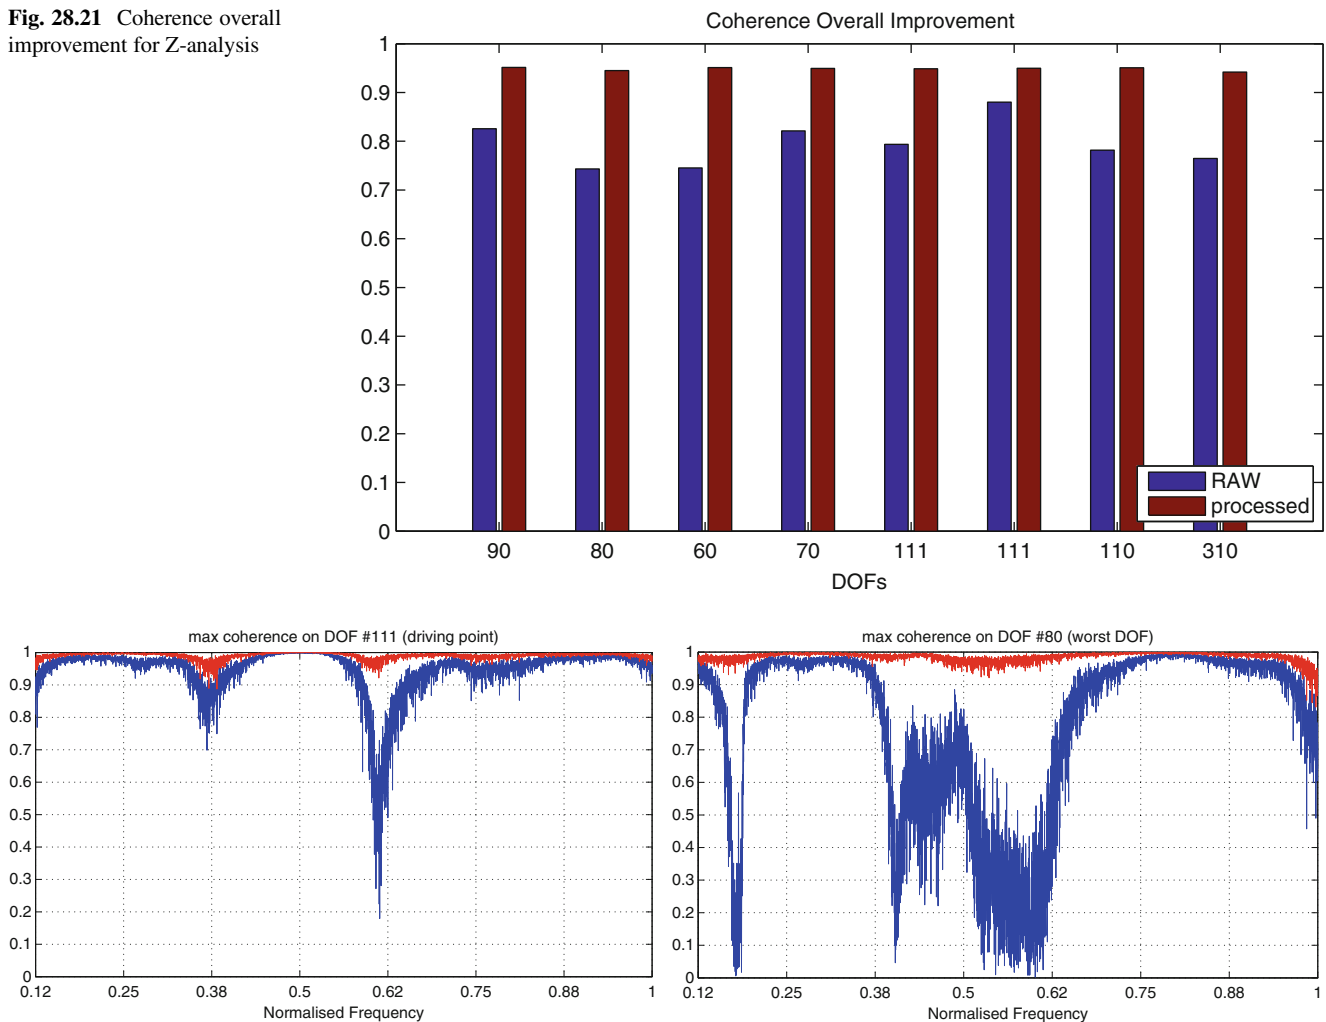 Fig. 28.21 Coherence overall
improvement for Z-analysis
Coherence Overall Improvement
1
0.9
0.8
0.7
0.6
0.5
0.4
0.3
0.2
0.1
0
90 80 60 70 111 111 110 310
DOFs
RAW
processed
max coherence on DOF #111 (driving point)
1
0.9
0.8
0.7
0.6
0.5
0.4
0.3
0.2
0.1
0
0.12 0.25 0.38 0.5 0.62 0.75 0.88 1
Normalised Frequency
max coherence on DOF #80 (worst DOF)
1
0.9
0.8
0.7
0.6
0.5
0.4
0.3
0.2
0.1
0
0.12 0.25 0.38 0.5 0.62 0.75 0.88 1
Normalised Frequency